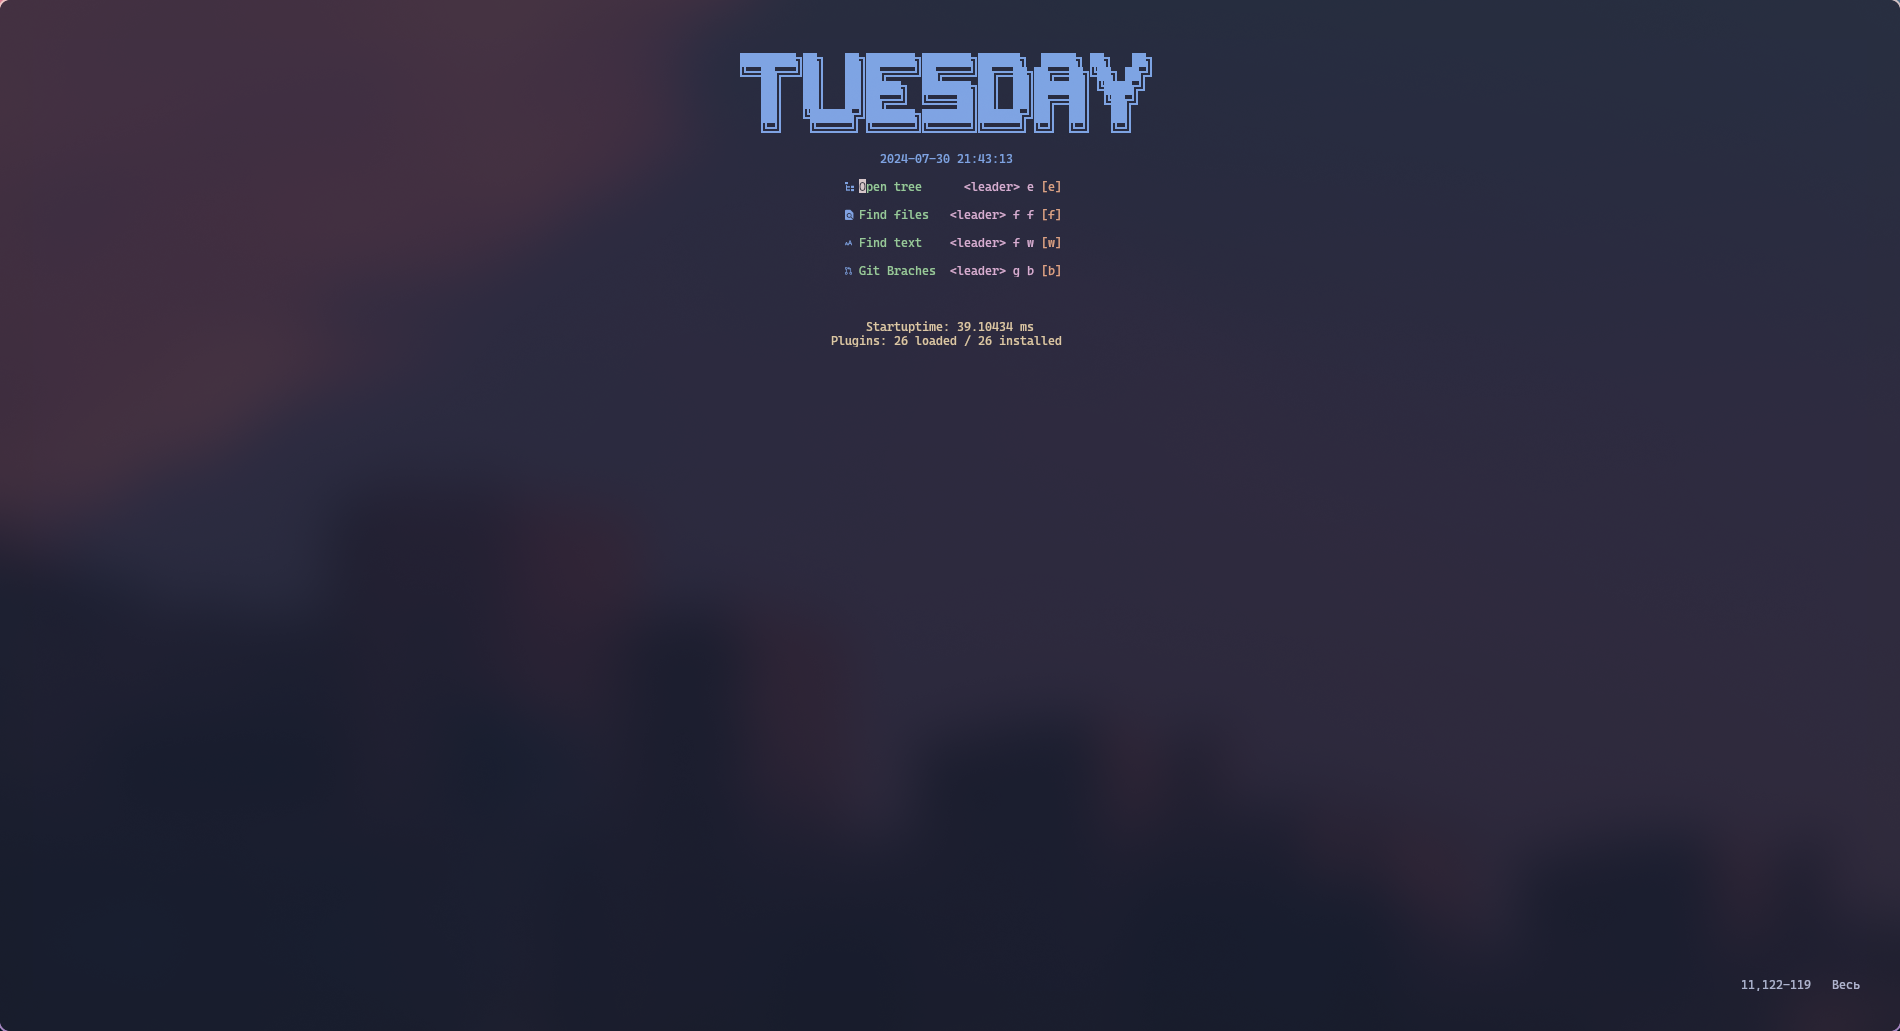 TUESDAY
2024-07-30 21:43:13
Open tree <leader> e [e]
Find files <leader> f f [f]
Find text <leader> f w [w]
Git Braches <leader> g b [b]
Startuptime: 39.10434 ms
Plugins: 26 loaded / 26 installed
11,122-119 Весь